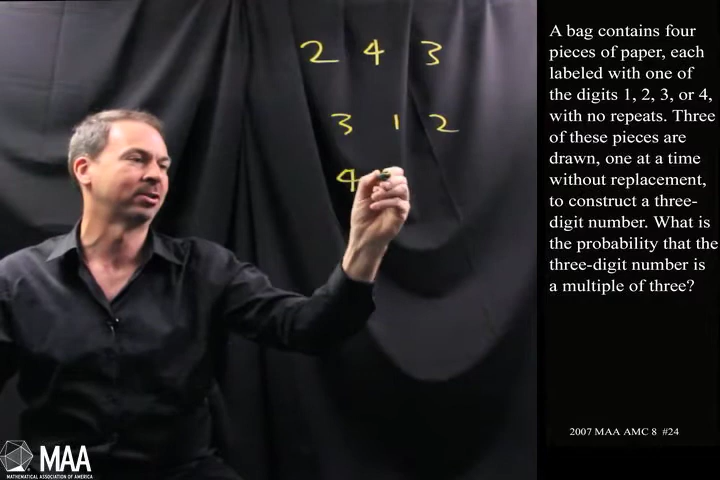 2 4 3
3 1 2
4
A bag contains four
pieces of paper, each
labeled with one of
the digits 1, 2, 3, or 4,
with no repeats. Three
of these pieces are
drawn, one at a time
without replacement,
to construct a three-
digit number. What is
the probability that the
three-digit number is
a multiple of three?
2007 MAA AMC 8 #24
MAA
MATHEMATICAL ASSOCIATION OF AMERICA